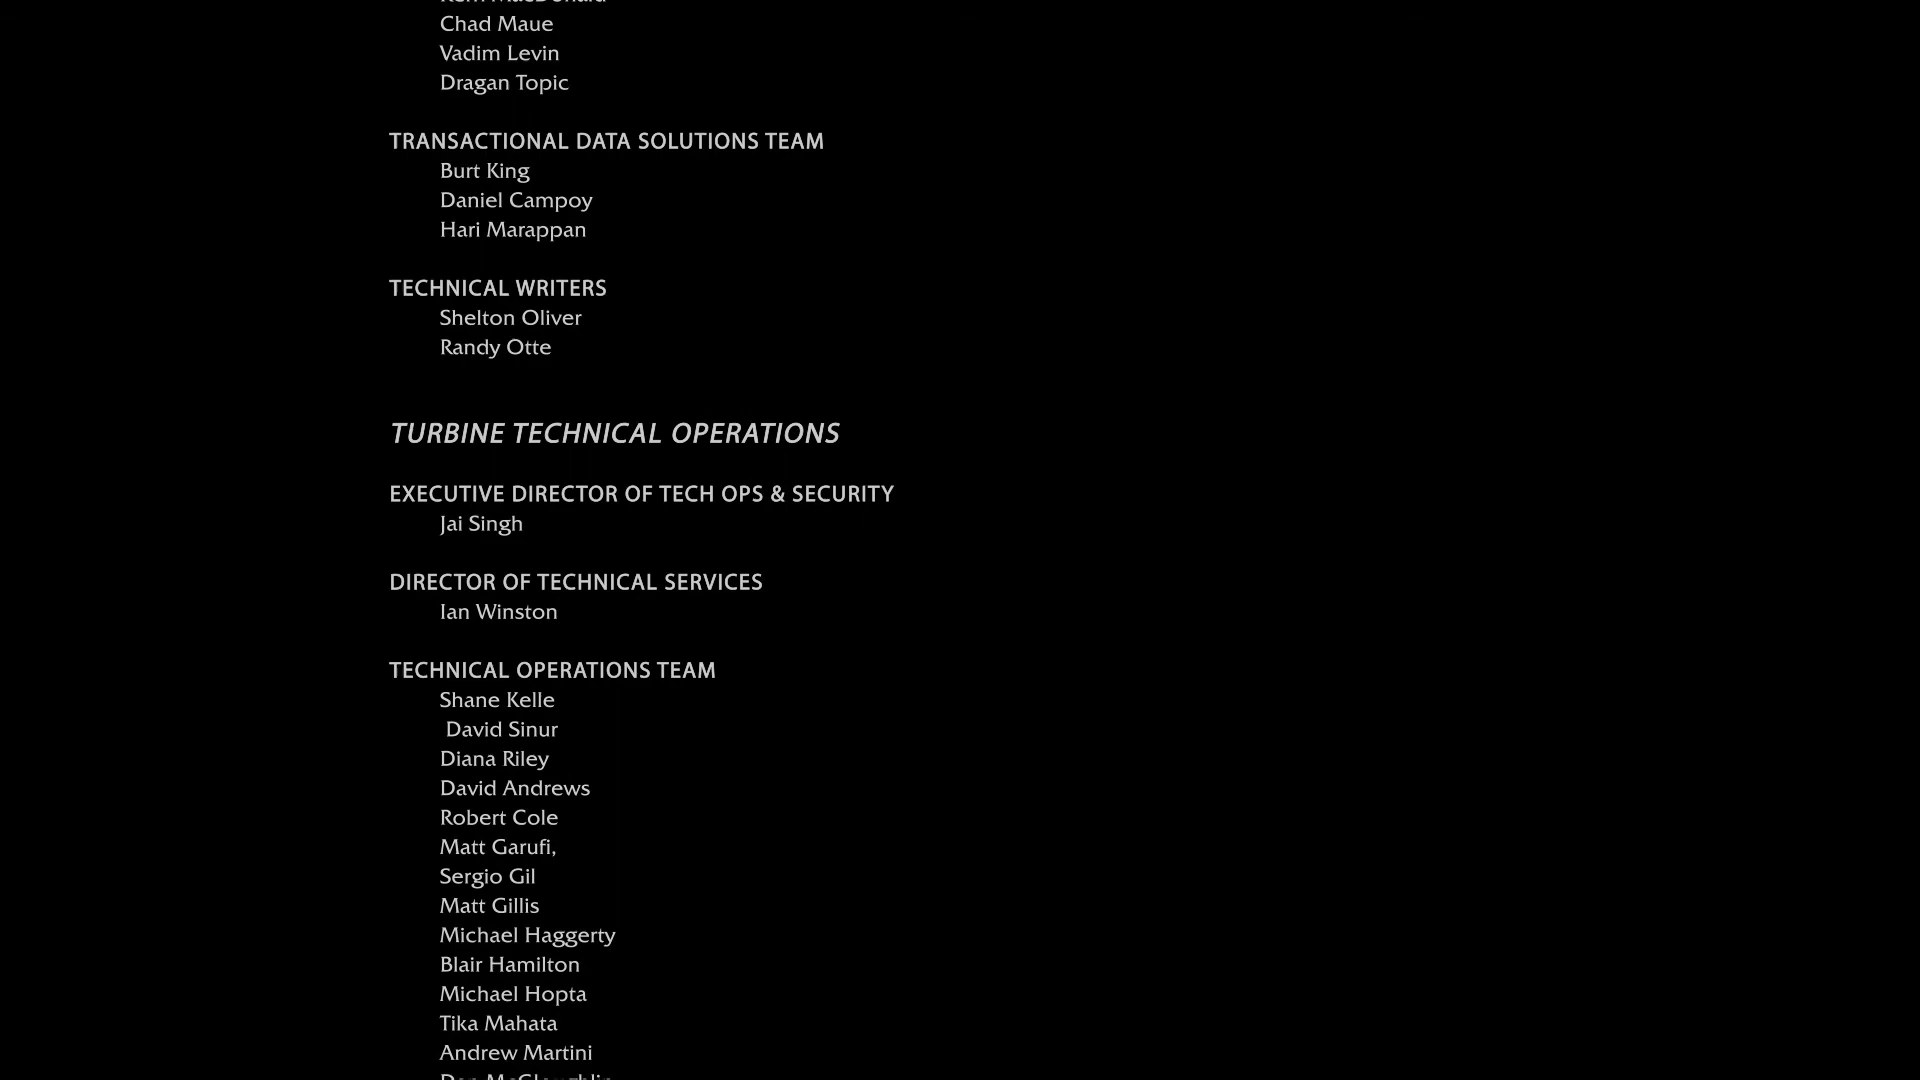 Chad Maue
Vadim Levin
Dragan Topic
TRANSACTIONAL DATA SOLUTIONS TEAM
Burt King
Daniel Campoy
Hari Marappan
TECHNICAL WRITERS
Shelton Oliver
Randy Otte
TURBINE TECHNICAL OPERATIONS
EXECUTIVE DIRECTOR OF TECH OPS & SECURITY
Jai Singh
DIRECTOR OF TECHNICAL SERVICES
Ian Winston
TECHNICAL OPERATIONS TEAM
Shane Kelle
David Sinur
Diana Riley
David Andrews
Robert Cole
Matt Garufi,
Sergio Gil
Matt Gillis
Michael Haggerty
Blair Hamilton
Michael Hopta
Tika Mahata
Andrew Martini